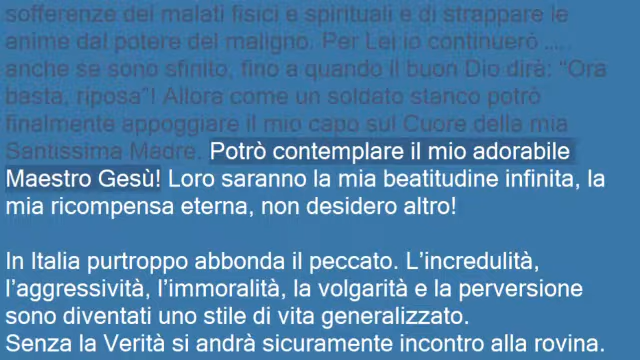 sofferenze dei malati fisici e spirituali e di strappare le
anime dal potere del maligno. Per Lei io continuerò .....
anche se sono sfinito, fino a quando il buon Dio dirà: “Ora
basta, riposa”! Allora come un soldato stanco potrò
finalmente appoggiare il mio capo sul Cuore della mia
Santissima Madre. Potrò contemplare il mio adorabile
Maestro Gesù! Loro saranno la mia beatitudine infinita, la
mia ricompensa eterna, non desidero altro!
In Italia purtroppo abbonda il peccato. L’incredulità,
l’aggressività, l’immoralità, la volgarità e la perversione
sono diventati uno stile di vita generalizzato.
Senza la Verità si andrà sicuramente incontro alla rovina.